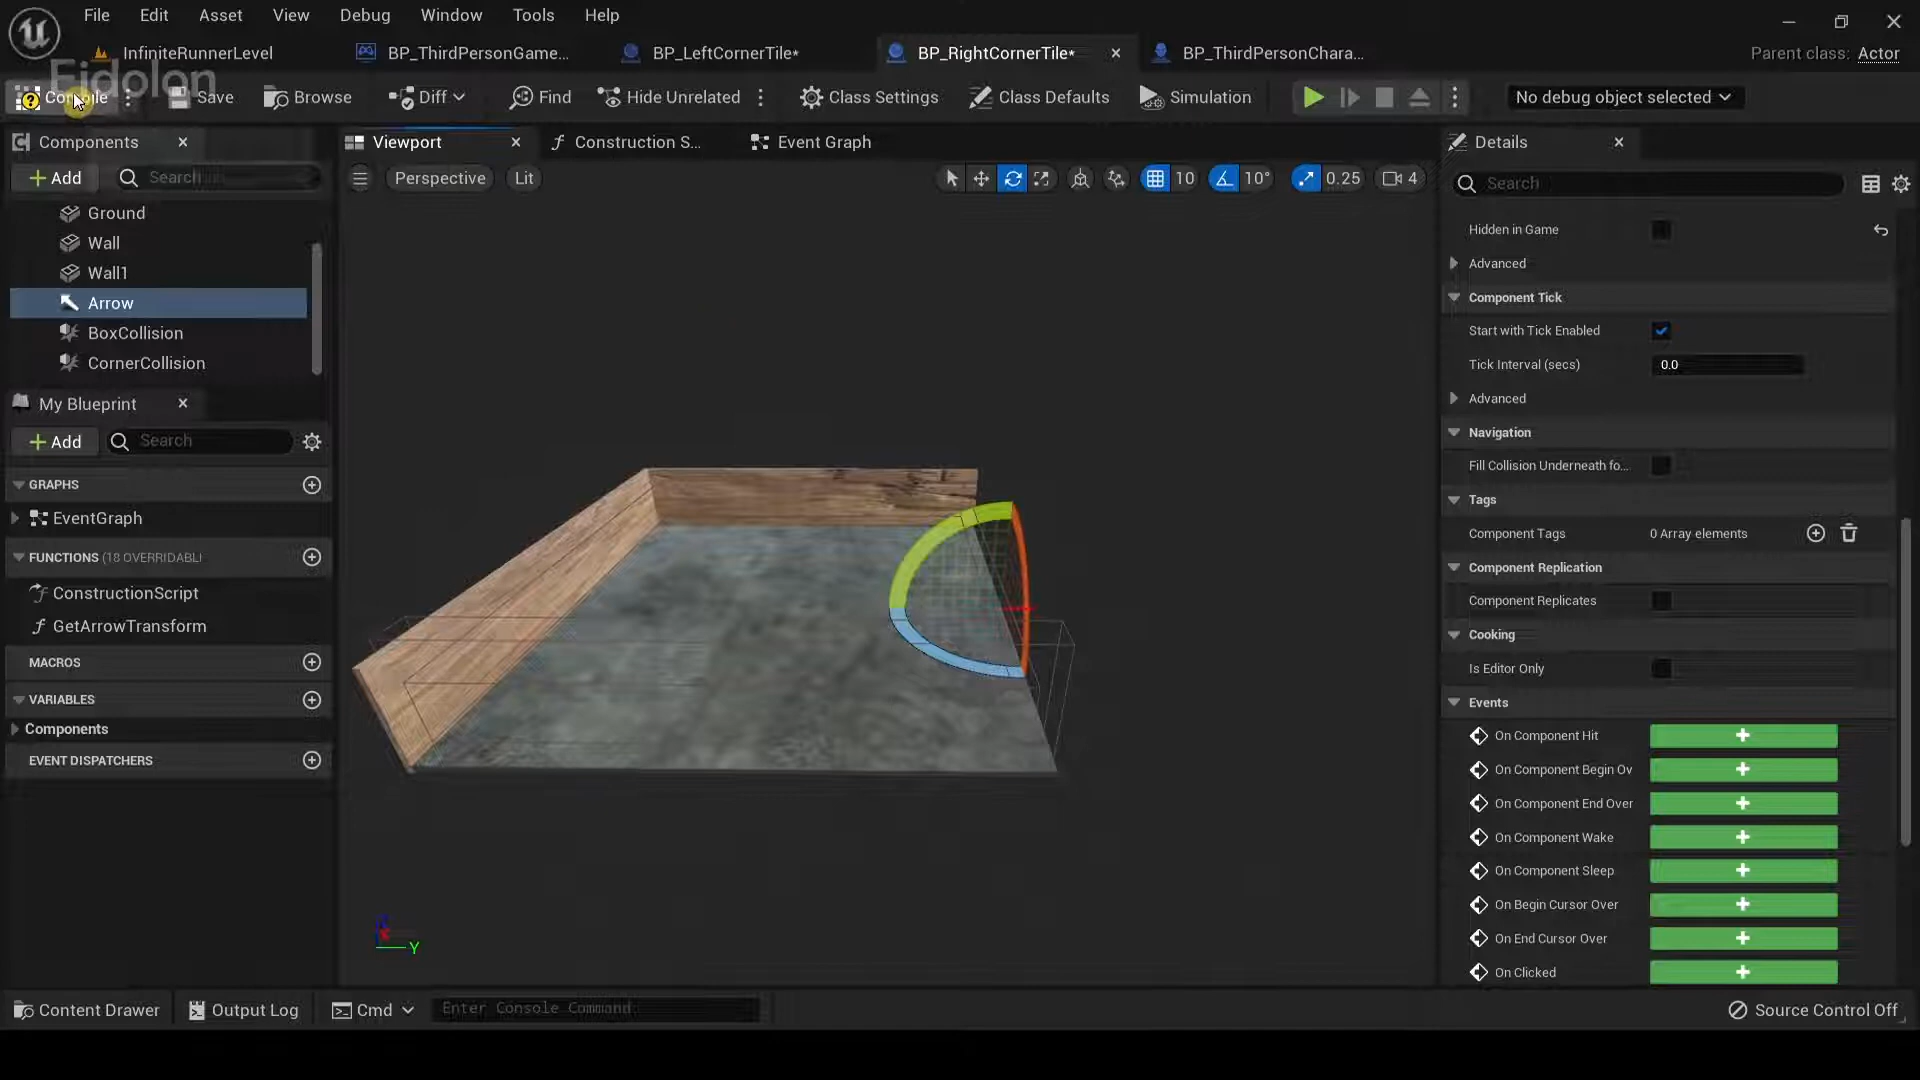 File Edit Asset View Debug Window Tools Help
InfiniteRunnerLevel BP_ThirdPersonGame... BP_LeftCornerTile* BP_RightCornerTile* BP_ThirdPersonChara... Parent class: Actor
Eidolon
Save Browse Diff Find Hide Unrelated Class Settings Class Defaults Simulation No debug object selected
Components Viewport Construction S... Event Graph Details
+ Add Search Perspective Lit 10 10° 0.25 4 Search
Ground
Wall
Wall1
Arrow
BoxCollision
CornerCollision
My Blueprint
+ Add Search
GRAPHS
EventGraph
FUNCTIONS (18 OVERRIDABL
ConstructionScript
GetArrowTransform
MACROS
VARIABLES
Components
EVENT DISPATCHERS
Y
Hidden in Game
Advanced
Component Tick
Start with Tick Enabled
Tick Interval (secs) 0.0
Advanced
Navigation
Fill Collision Underneath fo...
Tags
Component Tags 0 Array elements
Component Replication
Component Replicates
Cooking
Is Editor Only
Events
On Component Hit
On Component Begin Ov
On Component End Over
On Component Wake
On Component Sleep
On Begin Cursor Over
On End Cursor Over
On Clicked
Content Drawer Output Log Cmd Enter Console Command Source Control Off